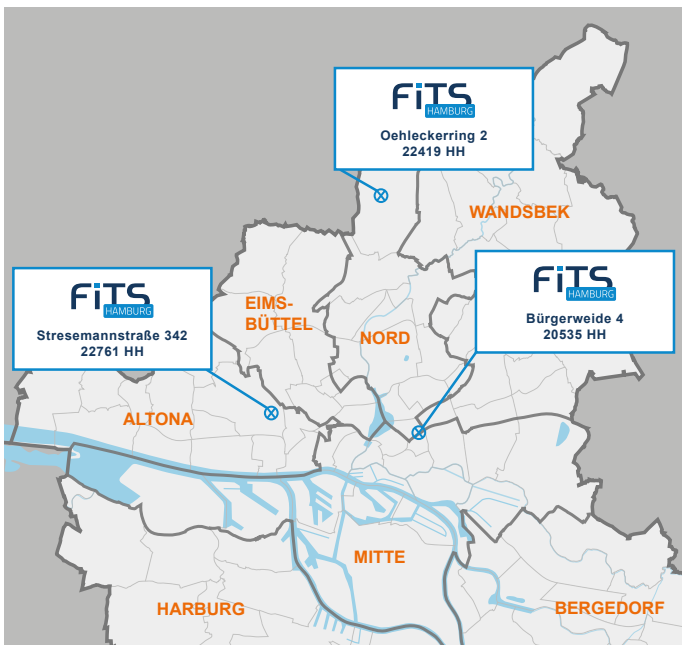 FiTS
HAMBURG
Oehleckerring 2
22419 HH
WANDSBEK
FiTS
HAMBURG
Stresemannstraße 342
22761 HH
EIMS-
BÜTTEL
NORD
FiTS
HAMBURG
Bürgerweide 4
20535 HH
ALTONA
MITTE
HARBURG
BERGEDORF